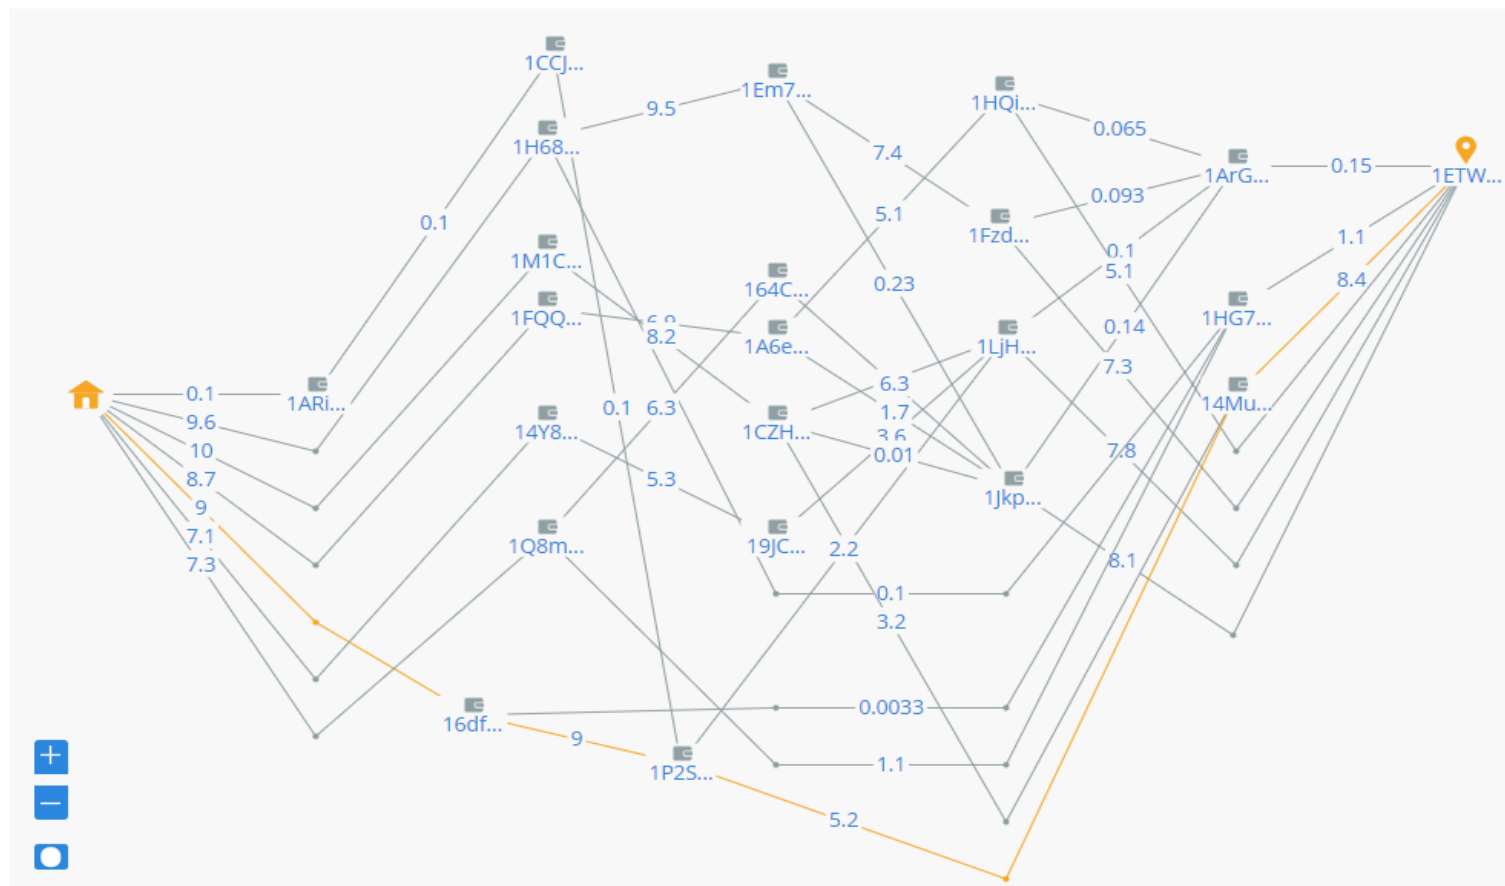 1CCJ...
1Em7...
1HQi...
9.5
0.065
1H68...
7.4
1ArG...
0.15
1ETW...
0.093
5.1
0.1
1Fzd...
1.1
0.1
1M1C...
5.1
8.4
0.23
164C...
1FQQ...
1HG7...
6.9
0.14
8.2
1A6e...
1LjH...
7.3
6.3
0.1
1ARi...
14Mu...
0.1
6.3
1.7
9.6
14Y8...
1CZH...
3.6
10
0.01
7.8
8.7
5.3
1Jkp...
9
7.1
1Q8m...
19JC...
2.2
7.3
8.1
0.1
3.2
0.0033
16df...
9
1.1
1P2S...
5.2